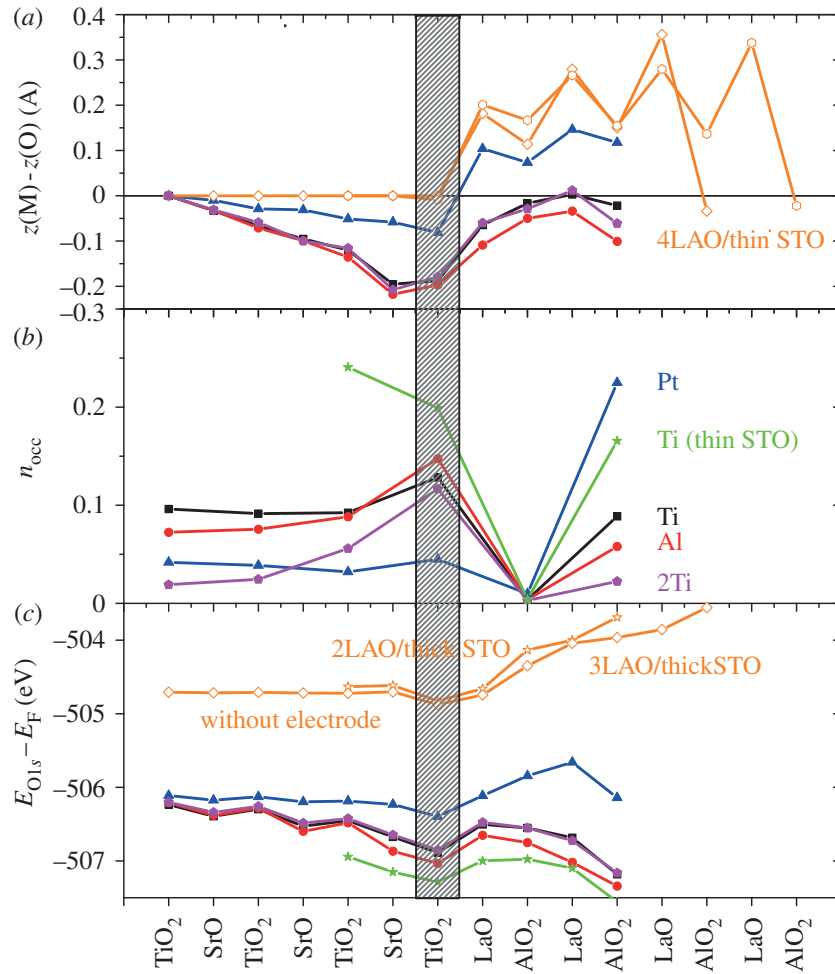 (a)
0.4
0.3
0.2
0.1
0
−0.1
−0.2
−0.3
z(M) - z(O) (A)
4LAO/thin STO
(b)
0.2
0.1
0
n_occ
Pt
Ti (thin STO)
Ti
Al
2Ti
(c)
−504
−505
−506
−507
E_O1s − E_F (eV)
2LAO/thick STO
3LAO/thickSTO
without electrode
TiO₂
SrO
TiO₂
SrO
TiO₂
SrO
TiO₂
LaO
AlO₂
LaO
AlO₂
LaO
AlO₂
LaO
AlO₂